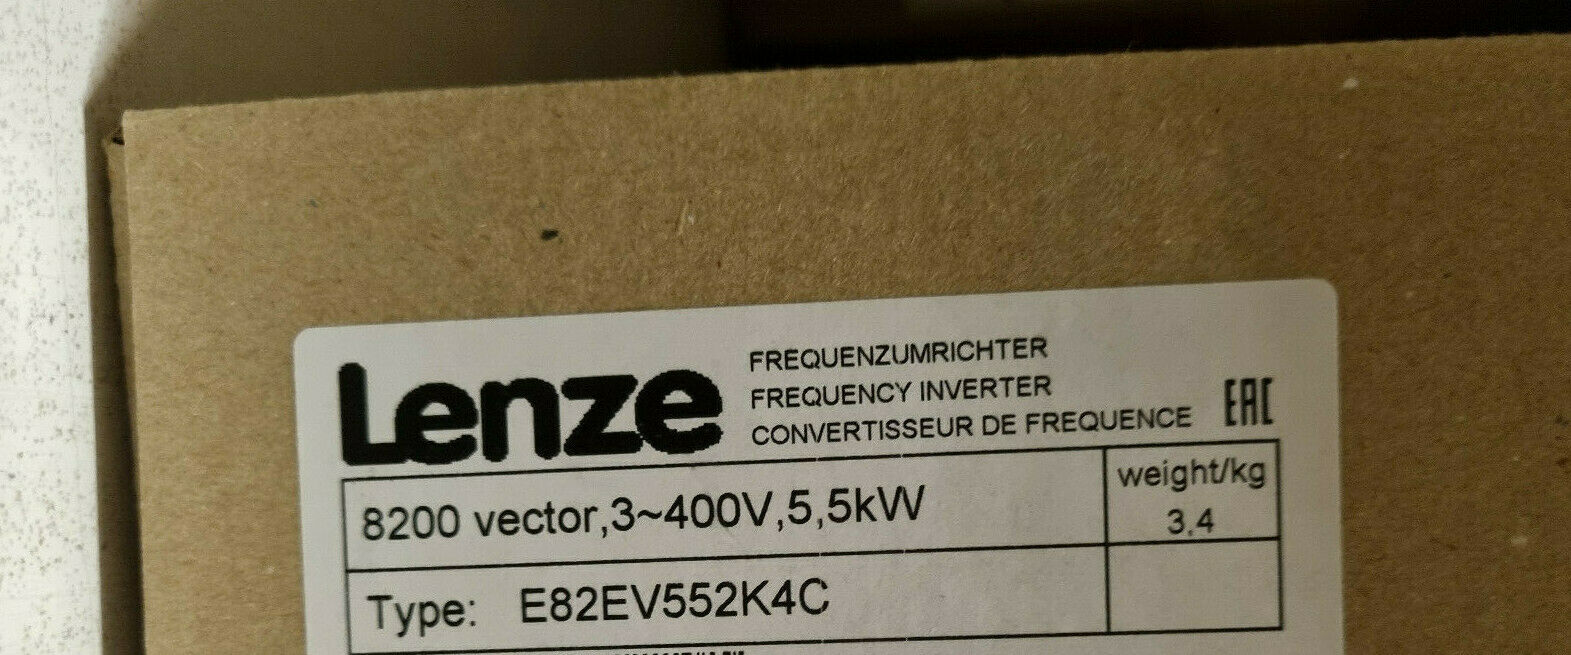 Lenze
FREQUENZUMRICHTER
FREQUENCY INVERTER
CONVERTISSEUR DE FREQUENCE
EAC
8200 vector,3~400V,5,5kW
weight/kg
3,4
Type: E82EV552K4C